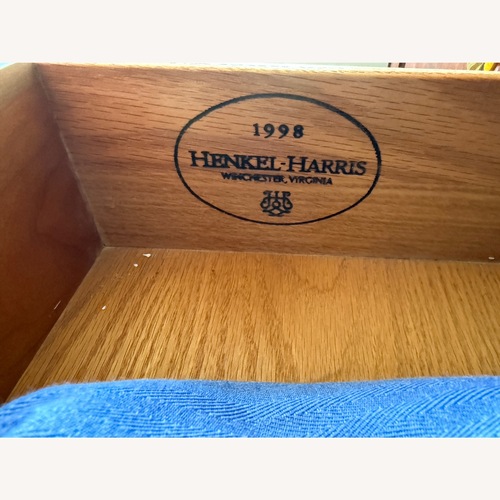 1998
HENKEL-HARRIS
WINCHESTER, VIRGINIA